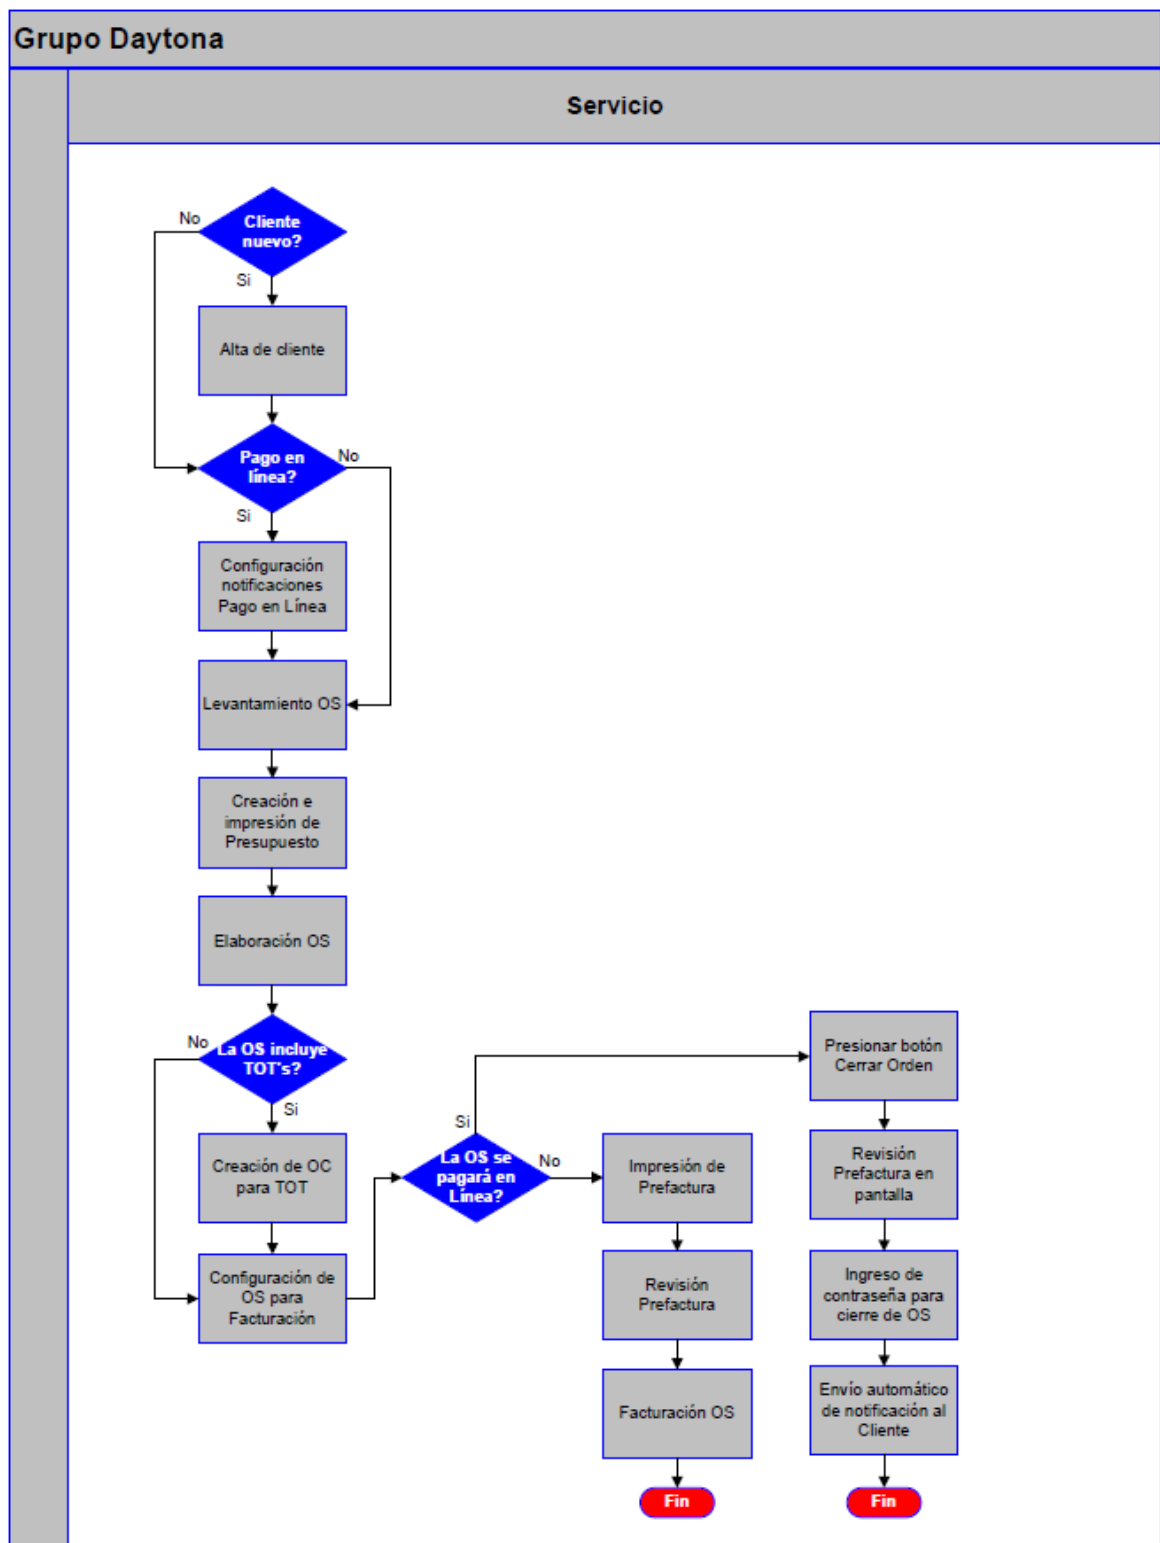 Grupo Daytona
Servicio
Cliente
nuevo?
No
Si
Alta de cliente
Pago en
línea?
No
Si
Configuración
notificaciones
Pago en Línea
Levantamiento OS
Creación e
impresión de
Presupuesto
Elaboración OS
La OS incluye
TOT's?
No
Si
Creación de OC
para TOT
Configuración de
OS para
Facturación
La OS se
pagará en
Línea?
Si
No
Impresión de
Prefactura
Revisión
Prefactura
Facturación OS
Fin
Presionar botón
Cerrar Orden
Revisión
Prefactura en
pantalla
Ingreso de
contraseña para
cierre de OS
Envío automático
de notificación al
Cliente
Fin